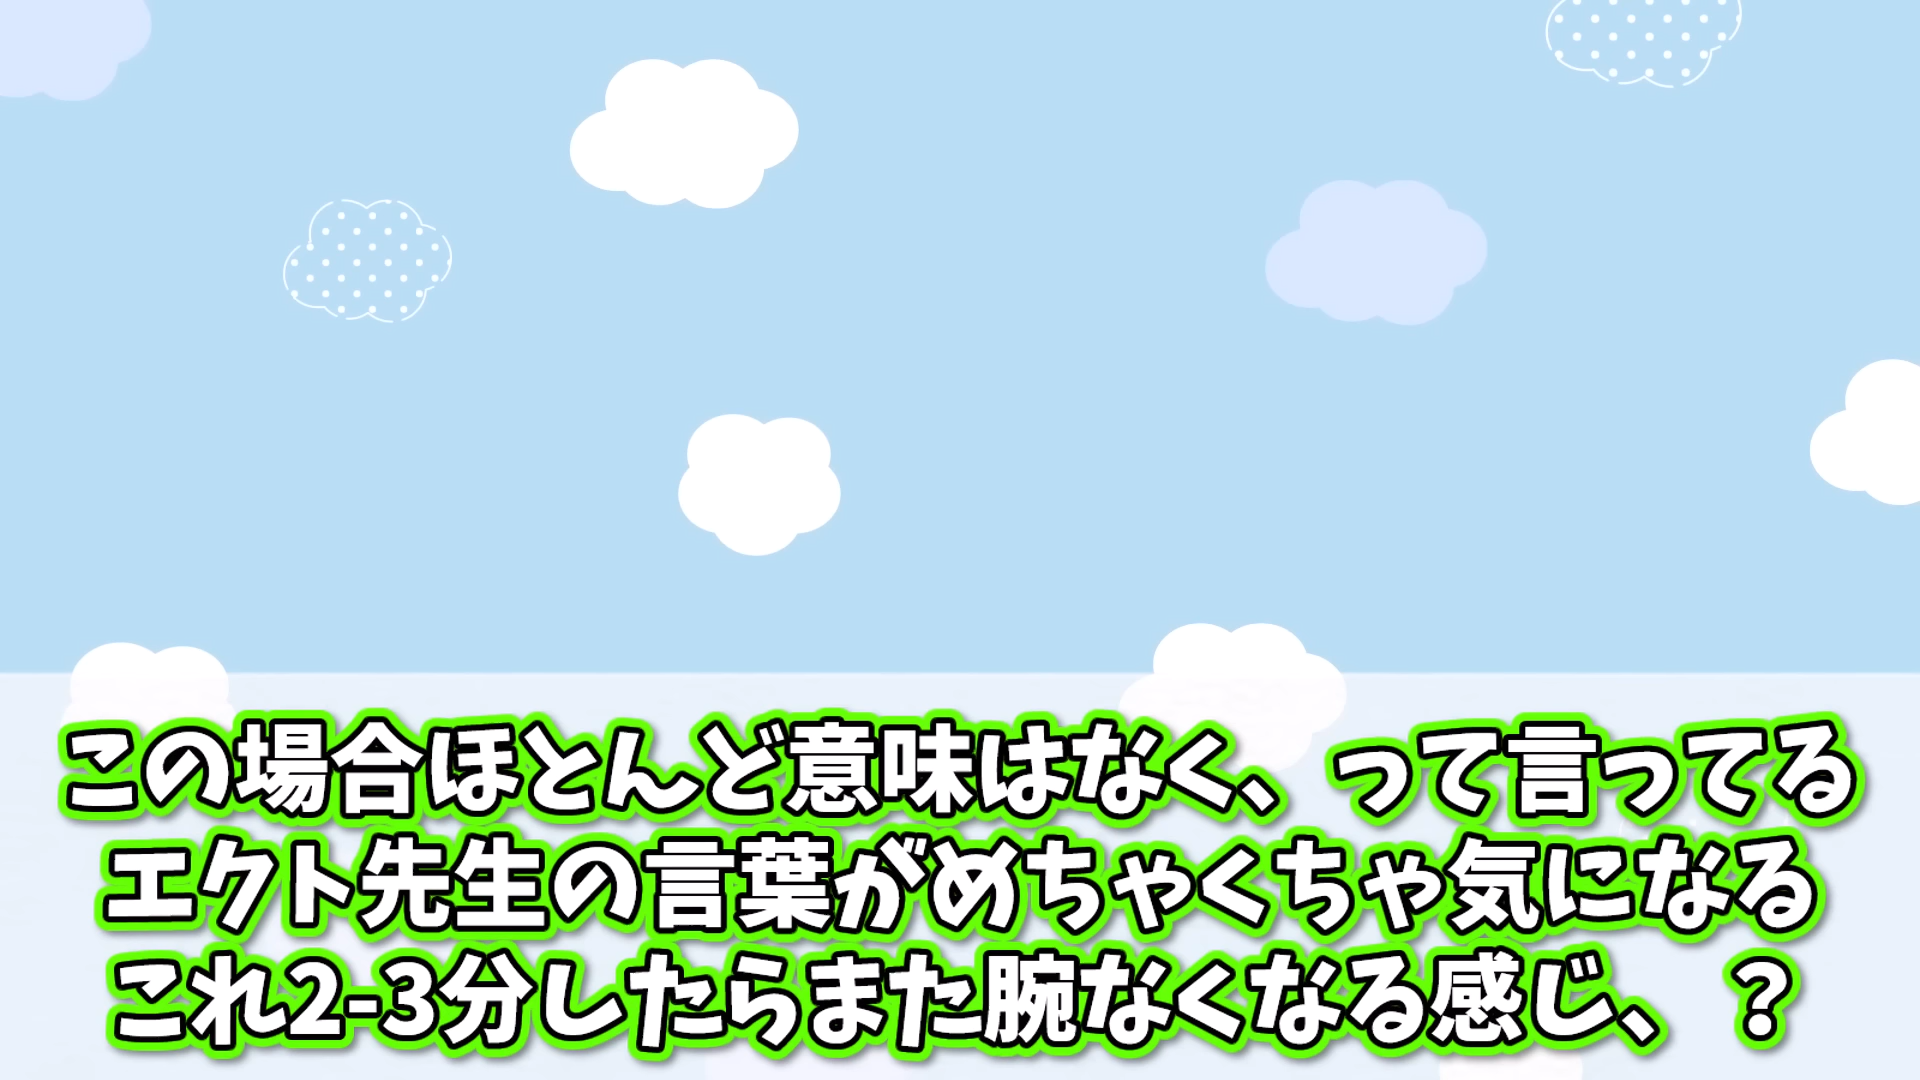 この場合ほとんど意味はなく、って言ってる
エクト先生の言葉がめちゃくちゃ気になる
これ2-3分したらまた腕なくなる感じ、？